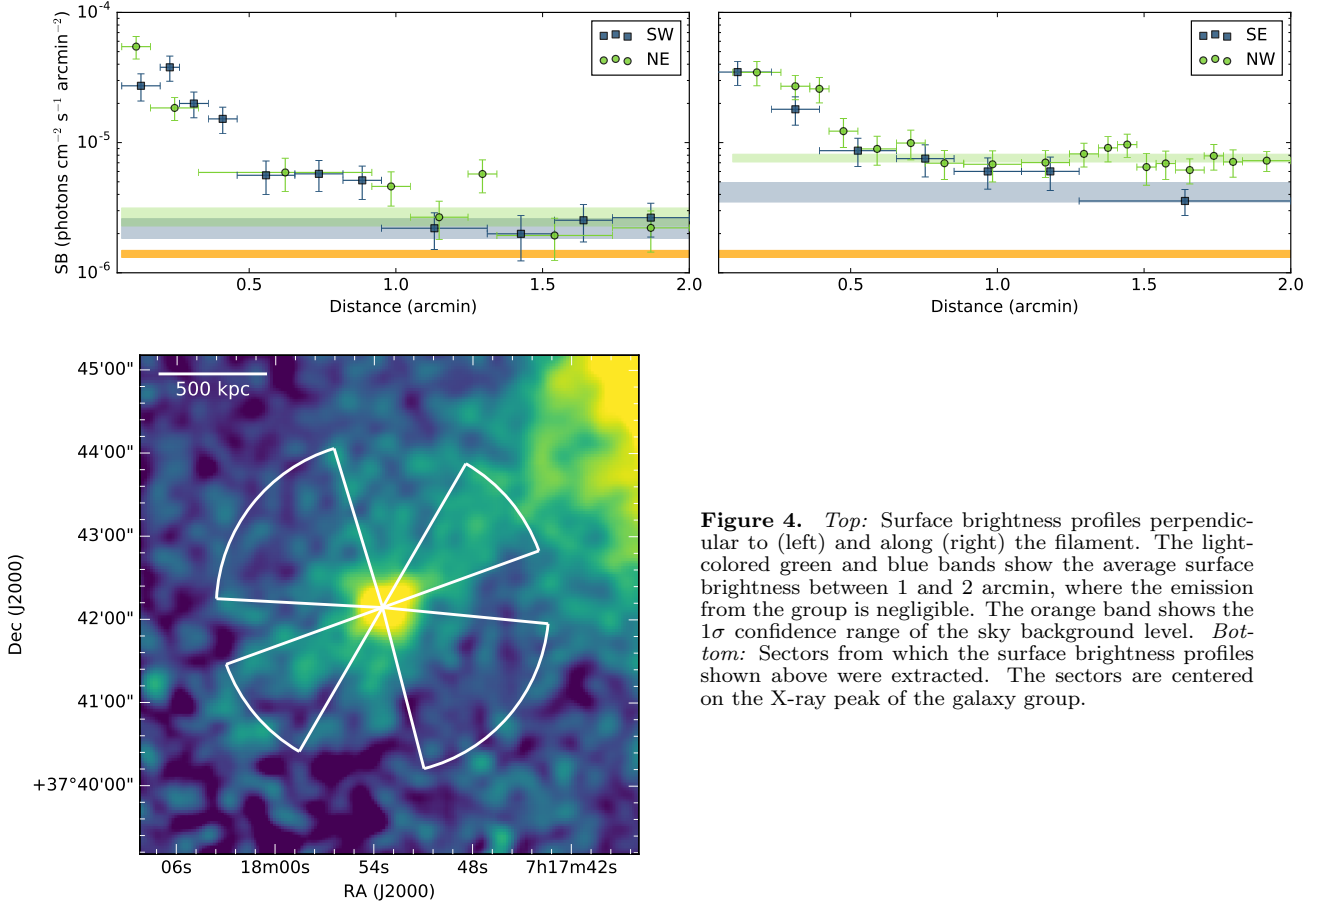 10⁻⁴
10⁻⁵
10⁻⁶
SB (photons cm⁻² s⁻¹ arcmin⁻²)
SW
NE
0.5 1.0 1.5 2.0
Distance (arcmin)
SE
NW
0.5 1.0 1.5 2.0
Distance (arcmin)
500 kpc
45'00"
44'00"
43'00"
42'00"
41'00"
+37°40'00"
Dec (J2000)
06s 18m00s 54s 48s 7h17m42s
RA (J2000)
Figure 4. Top: Surface brightness profiles perpendic-
ular to (left) and along (right) the filament. The light-
colored green and blue bands show the average surface
brightness between 1 and 2 arcmin, where the emission
from the group is negligible. The orange band shows the
1σ confidence range of the sky background level. Bot-
tom: Sectors from which the surface brightness profiles
shown above were extracted. The sectors are centered
on the X-ray peak of the galaxy group.